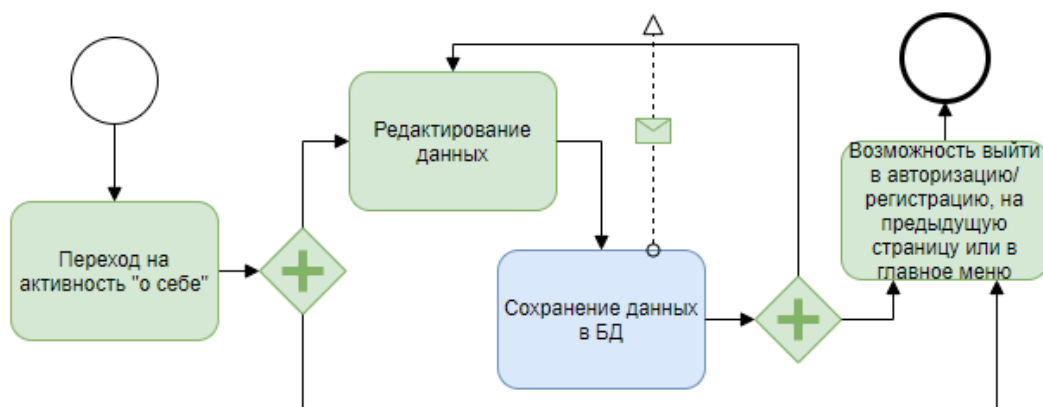 Переход на
активность "о себе"
Редактирование
данных
Сохранение данных
в БД
Возможность выйти
в авторизацию/
регистрацию, на
предыдущую
страницу или в
главное меню